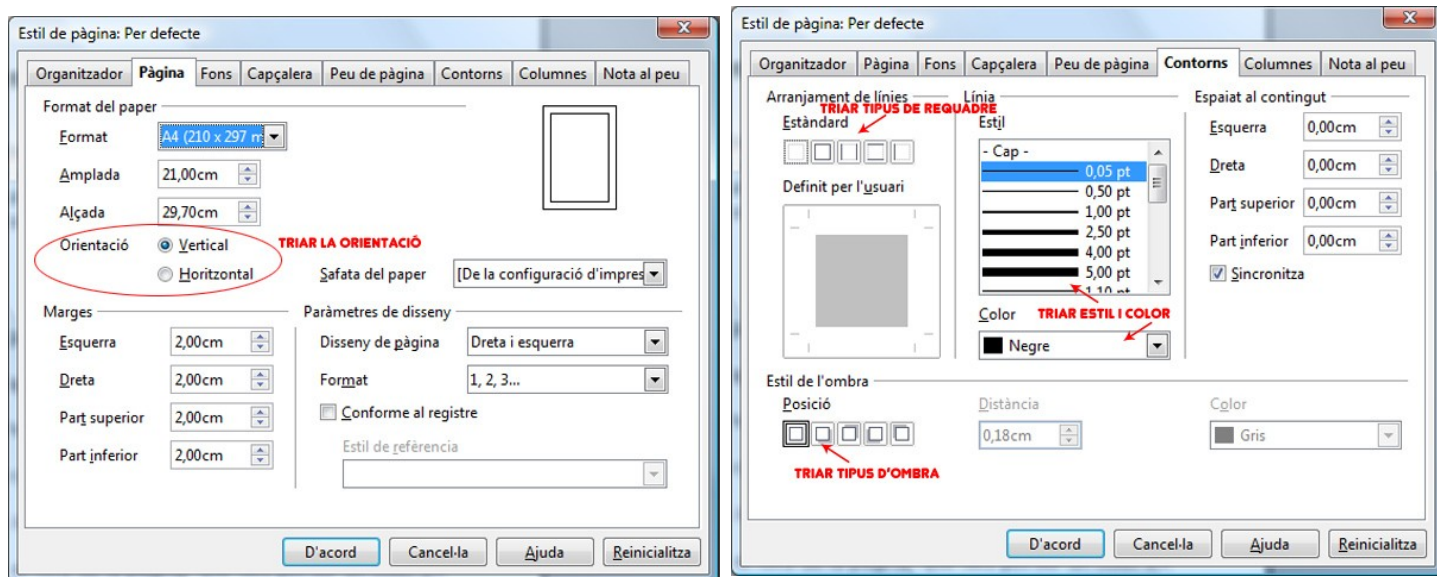 Estil de pàgina: Per defecte
Organitzador Pàgina Fons Capçalera Peu de pàgina Contorns Columnes Nota al peu
Format del paper
Format A4 (210 x 297 m
Amplada 21,00cm
Alçada 29,70cm
Orientació Vertical
Horitzontal
TRIAR LA ORIENTACIÓ
Safata del paper [De la configuració d'impres
Marges
Esquerra 2,00cm
Dreta 2,00cm
Part superior 2,00cm
Part inferior 2,00cm
Paràmetres de disseny
Disseny de pàgina Dreta i esquerra
Format 1, 2, 3...
Conforme al registre
Estil de refèrencia
D'acord Cancel·la Ajuda Reinicialitza
Estil de pàgina: Per defecte
Organitzador Pàgina Fons Capçalera Peu de pàgina Contorns Columnes Nota al peu
Arranjament de línies
TRIAR TIPUS DE REQUADRE
Estàndard
Definit per l'usuari
Línia
Estil
- Cap -
0,05 pt
0,50 pt
1,00 pt
2,50 pt
4,00 pt
5,00 pt
1,10 pt
TRIAR ESTIL I COLOR
Color
Negre
Espaiat al contingut
Esquerra 0,00cm
Dreta 0,00cm
Part superior 0,00cm
Part inferior 0,00cm
Sincronitza
Estil de l'ombra
Posició
TRIAR TIPUS D'OMBRA
Distància
0,18cm
Color
Gris
D'acord Cancel·la Ajuda Reinicialitza